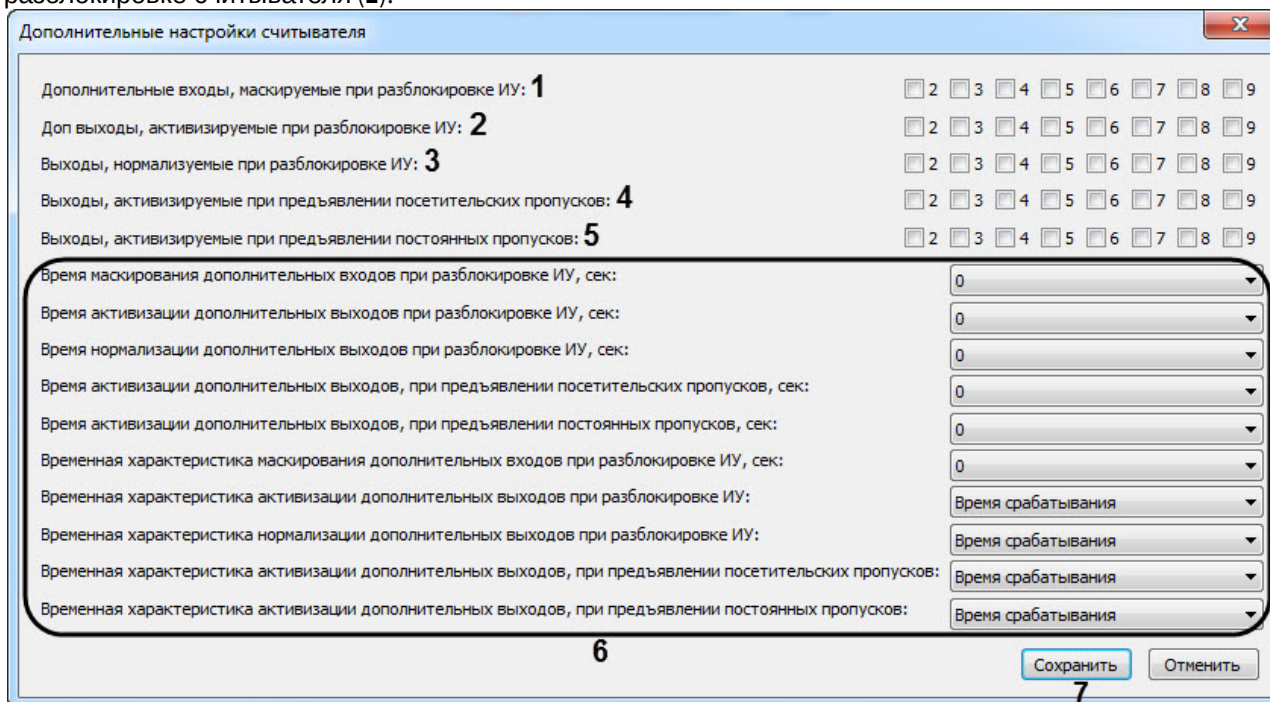 разблокировке считывателя (2).
Дополнительные настройки считывателя
Дополнительные входы, маскируемые при разблокировке ИУ: 1 2 3 4 5 6 7 8 9
Доп выходы, активизируемые при разблокировке ИУ: 2 2 3 4 5 6 7 8 9
Выходы, нормализуемые при разблокировке ИУ: 3 2 3 4 5 6 7 8 9
Выходы, активизируемые при предъявлении посетительских пропусков: 4 2 3 4 5 6 7 8 9
Выходы, активизируемые при предъявлении постоянных пропусков: 5 2 3 4 5 6 7 8 9
Время маскирования дополнительных входов при разблокировке ИУ, сек: 0
Время активизации дополнительных выходов при разблокировке ИУ, сек: 0
Время нормализации дополнительных выходов при разблокировке ИУ, сек: 0
Время активизации дополнительных выходов, при предъявлении посетительских пропусков, сек: 0
Время активизации дополнительных выходов, при предъявлении постоянных пропусков, сек: 0
Временная характеристика маскирования дополнительных входов при разблокировке ИУ, сек: 0
Временная характеристика активизации дополнительных выходов при разблокировке ИУ: Время срабатывания
Временная характеристика нормализации дополнительных выходов при разблокировке ИУ: Время срабатывания
Временная характеристика активизации дополнительных выходов, при предъявлении посетительских пропусков: Время срабатывания
Временная характеристика активизации дополнительных выходов, при предъявлении постоянных пропусков: Время срабатывания
6
Сохранить Отменить
7